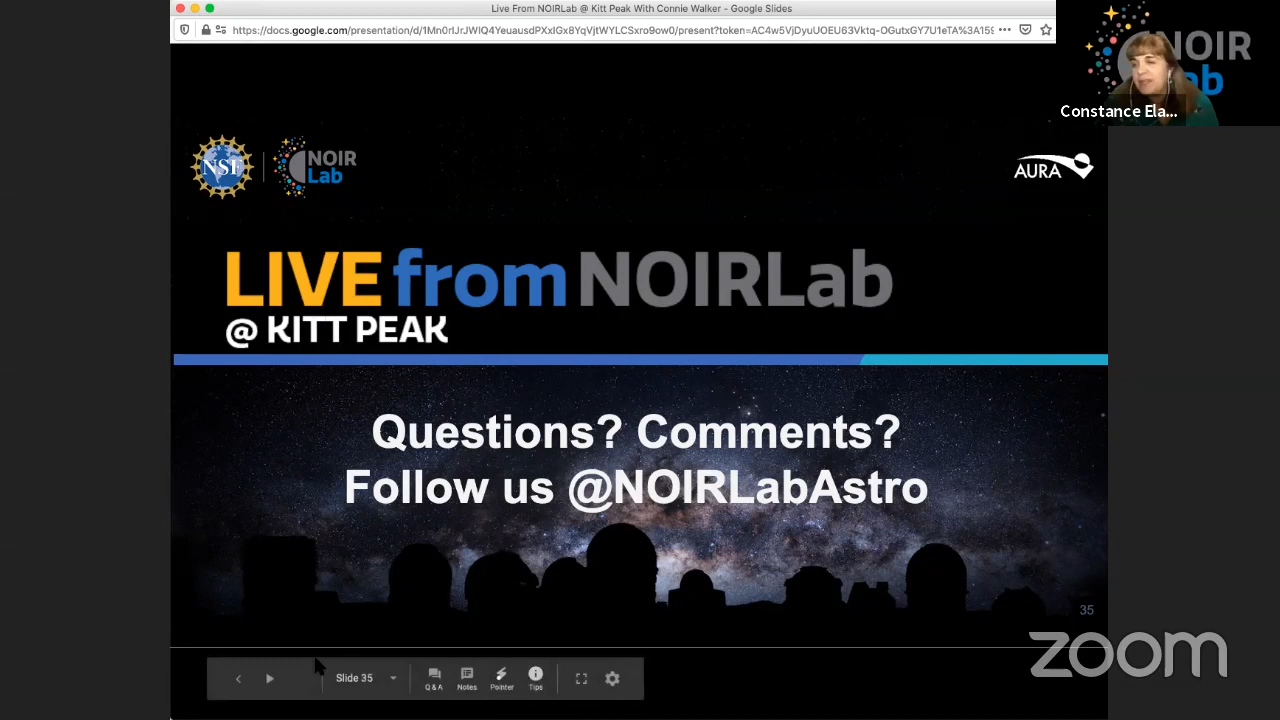 Live From NOIRLab @ Kitt Peak With Connie Walker - Google Slides
NOIR
Lab
Constance Ela...
NSF
NOIR
Lab
AURA
LIVE from NOIRLab
@ KITT PEAK
Questions? Comments?
Follow us @NOIRLabAstro
35
Slide 35
Q & A
Notes
Pointer
Tips
zoom